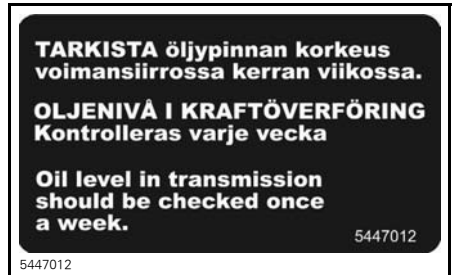 TARKISTA öljypinnan korkeus
voimansiirrossa kerran viikossa.
OLJENIVÅ I KRAFTÖVERFÖRING
Kontrolleras varje vecka
Oil level in transmission
should be checked once
a week.
5447012
5447012